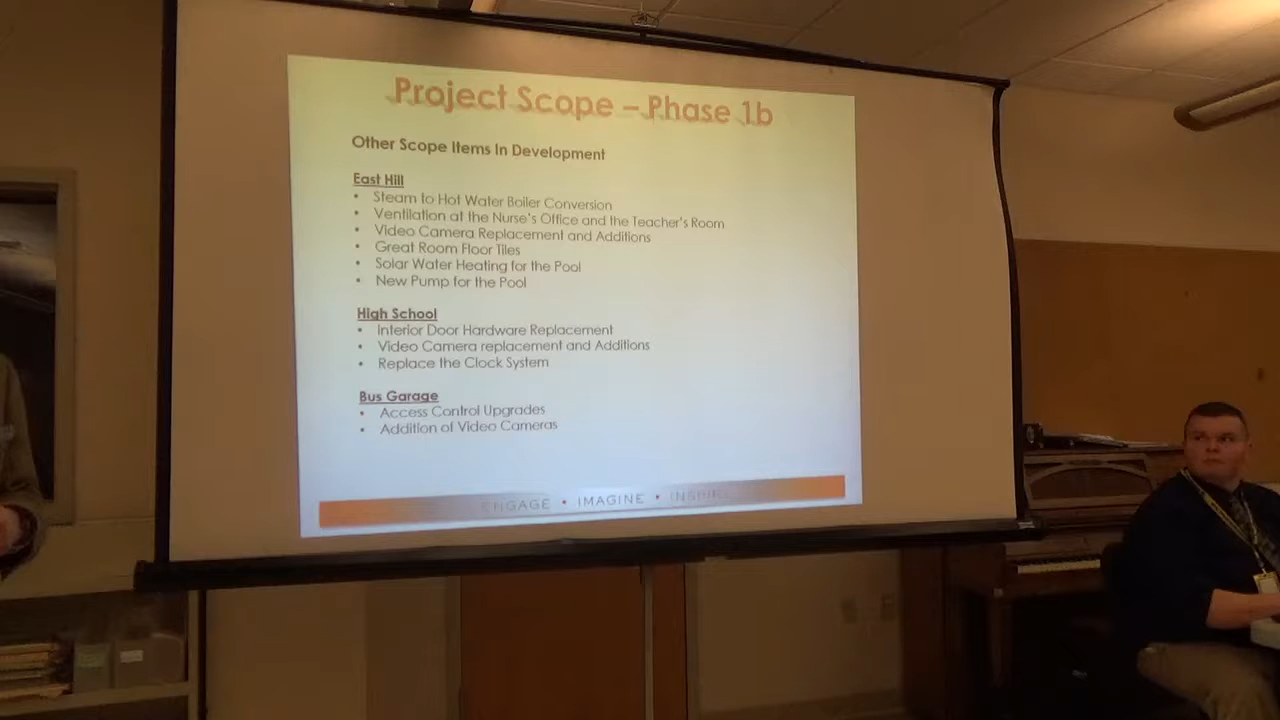 Project Scope – Phase 1b
Other Scope Items In Development
East Hill
• Steam to Hot Water Boiler Conversion
• Ventilation at the Nurse's Office and the Teacher's Room
• Video Camera Replacement and Additions
• Great Room Floor Tiles
• Solar Water Heating for the Pool
• New Pump for the Pool
High School
• Interior Door Hardware Replacement
• Video Camera replacement and Additions
• Replace the Clock System
Bus Garage
• Access Control Upgrades
• Addition of Video Cameras
ENGAGE • IMAGINE • INSPIRE